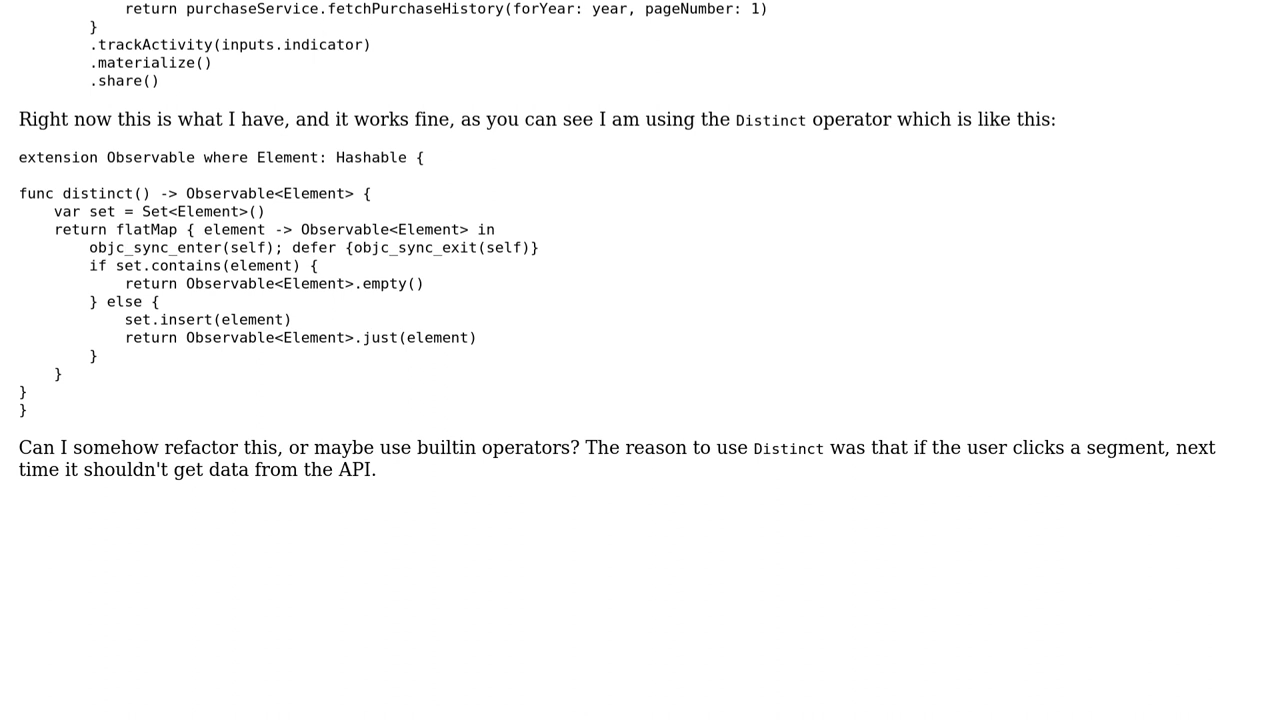 return purchaseService.fetchPurchaseHistory(forYear: year, pageNumber: 1)
        }
        .trackActivity(inputs.indicator)
        .materialize()
        .share()
Right now this is what I have, and it works fine, as you can see I am using the Distinct operator which is like this:
extension Observable where Element: Hashable {
func distinct() -> Observable<Element> {
    var set = Set<Element>()
    return flatMap { element -> Observable<Element> in
        objc_sync_enter(self); defer {objc_sync_exit(self)}
        if set.contains(element) {
            return Observable<Element>.empty()
        } else {
            set.insert(element)
            return Observable<Element>.just(element)
        }
    }
}
}
Can I somehow refactor this, or maybe use builtin operators? The reason to use Distinct was that if the user clicks a segment, next
time it shouldn't get data from the API.